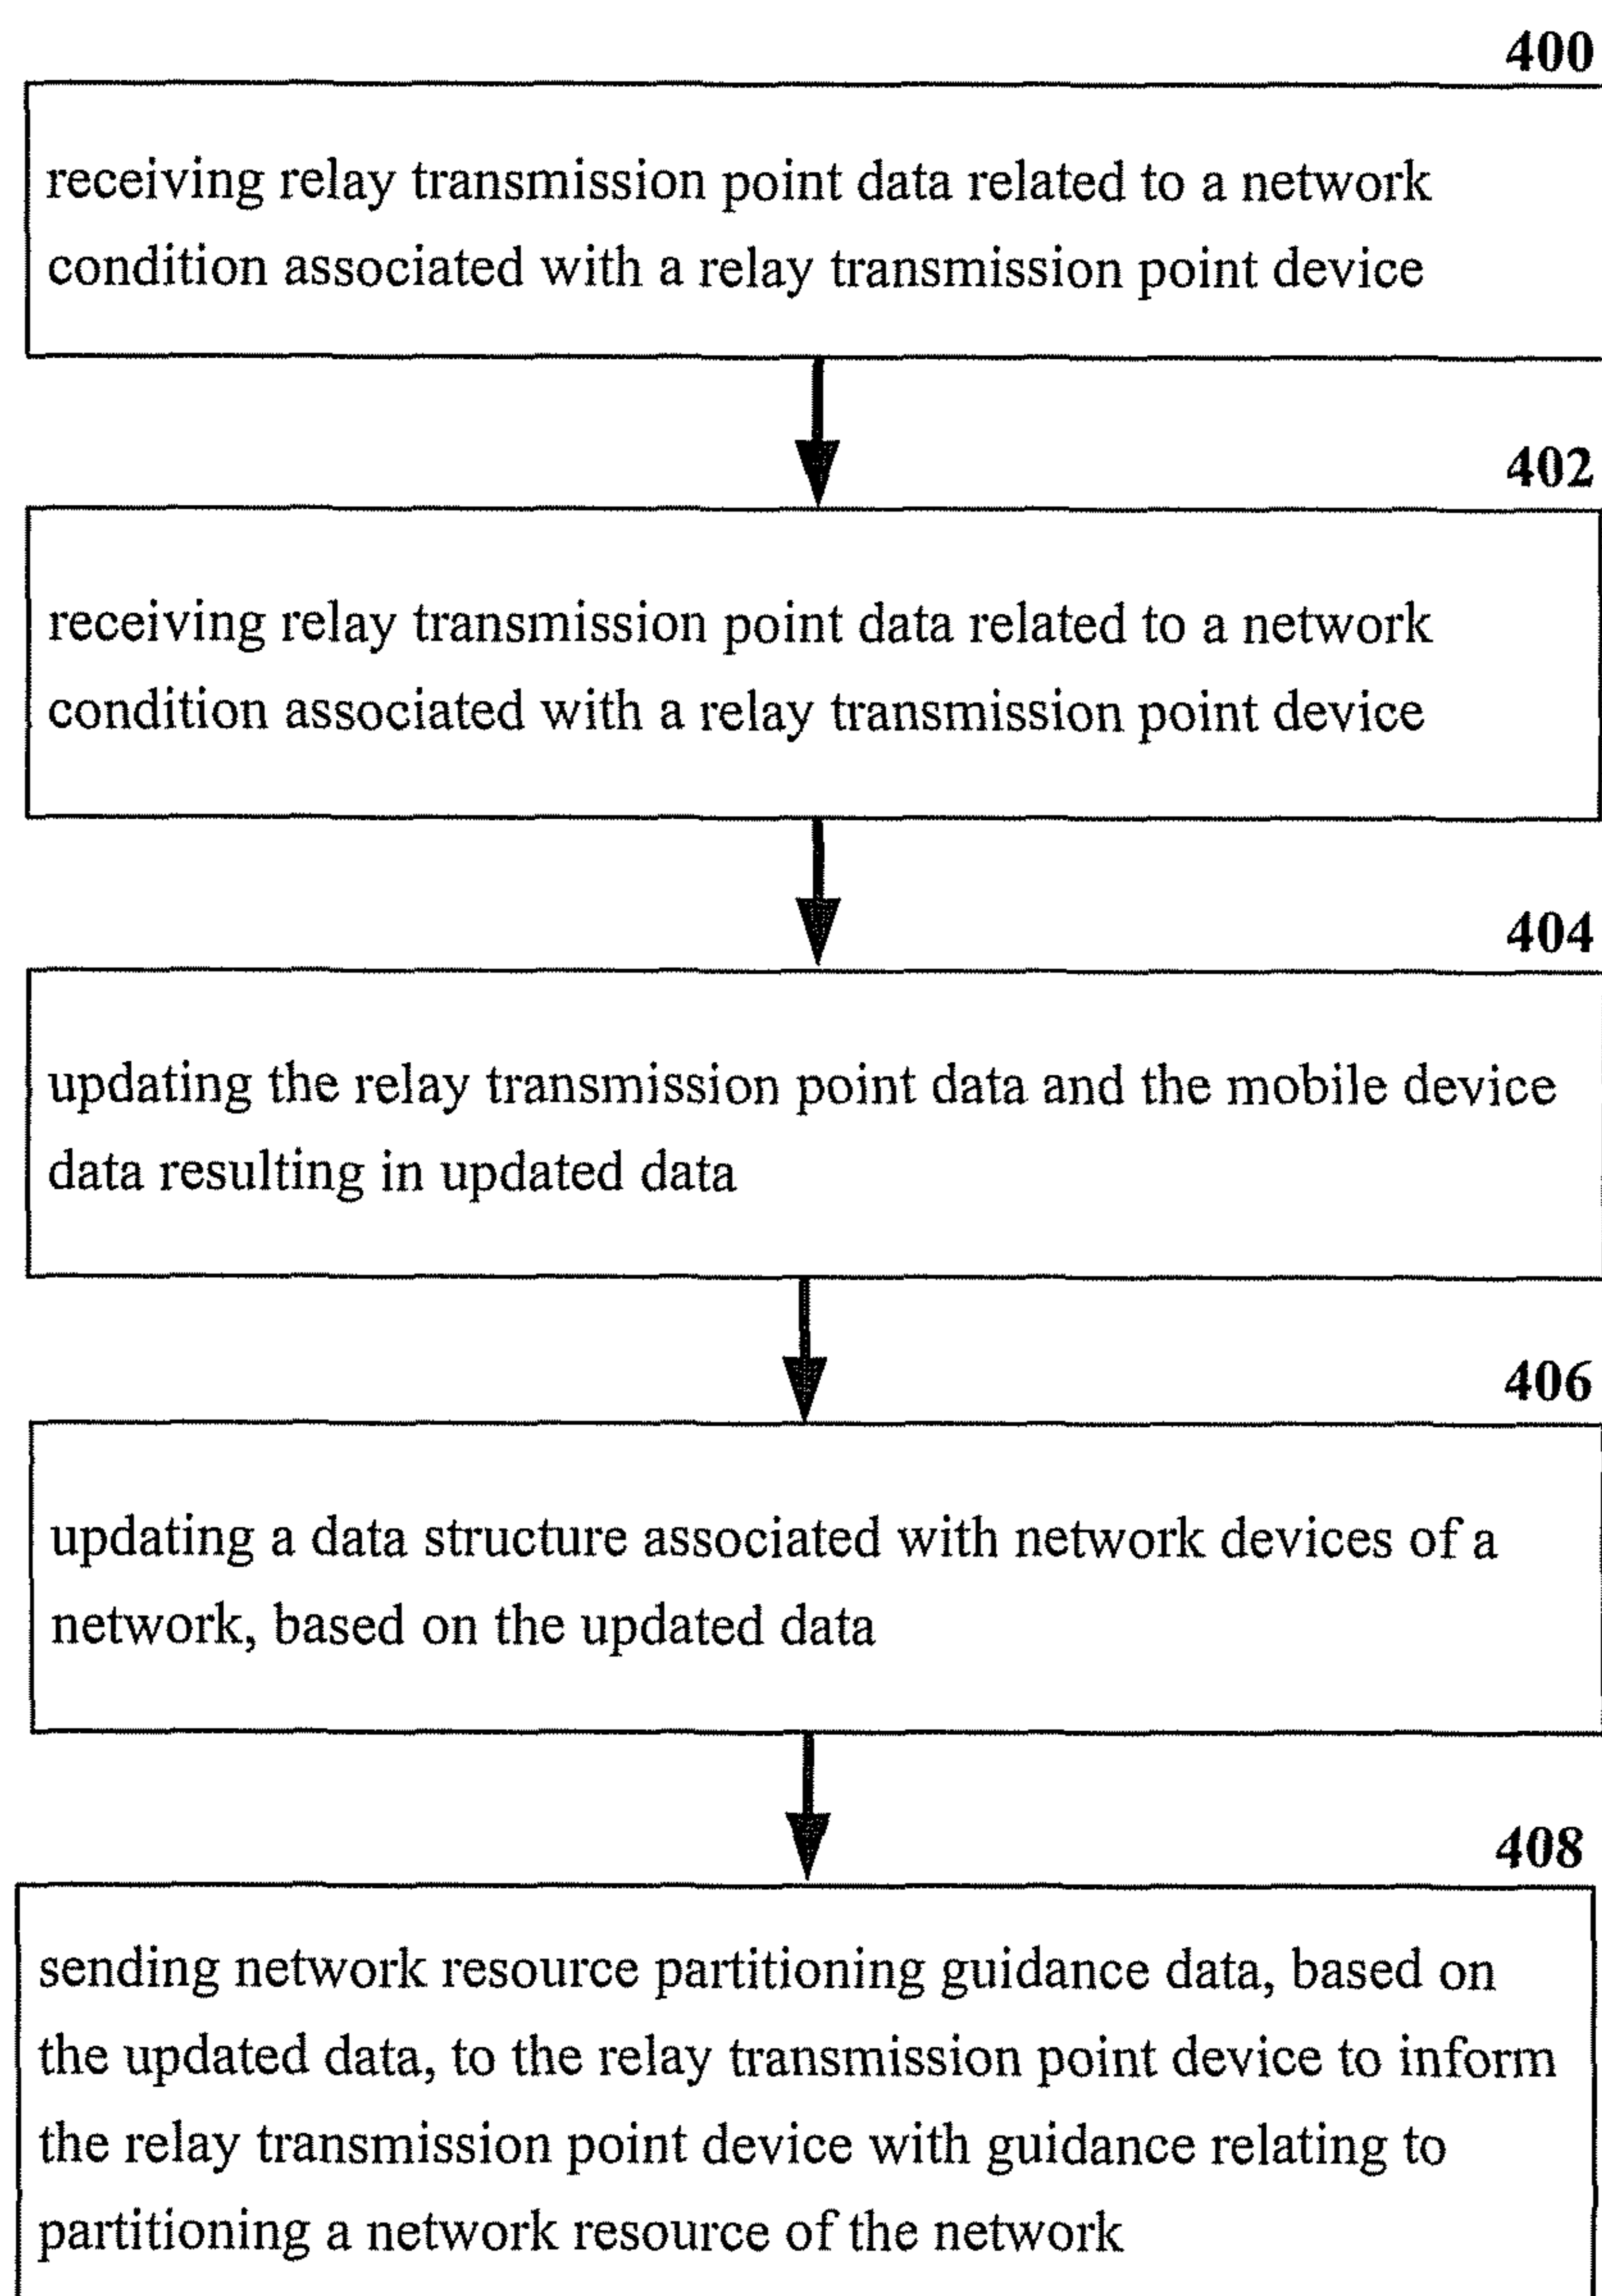 400
receiving relay transmission point data related to a network
condition associated with a relay transmission point device
402
receiving relay transmission point data related to a network
condition associated with a relay transmission point device
404
updating the relay transmission point data and the mobile device
data resulting in updated data
406
updating a data structure associated with network devices of a
network, based on the updated data
408
sending network resource partitioning guidance data, based on
the updated data, to the relay transmission point device to inform
the relay transmission point device with guidance relating to
partitioning a network resource of the network